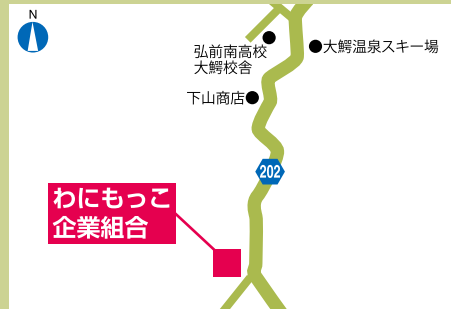 N
弘前南高校
大鰐校舎
大鰐温泉スキー場
下山商店
202
わにもっこ
企業組合